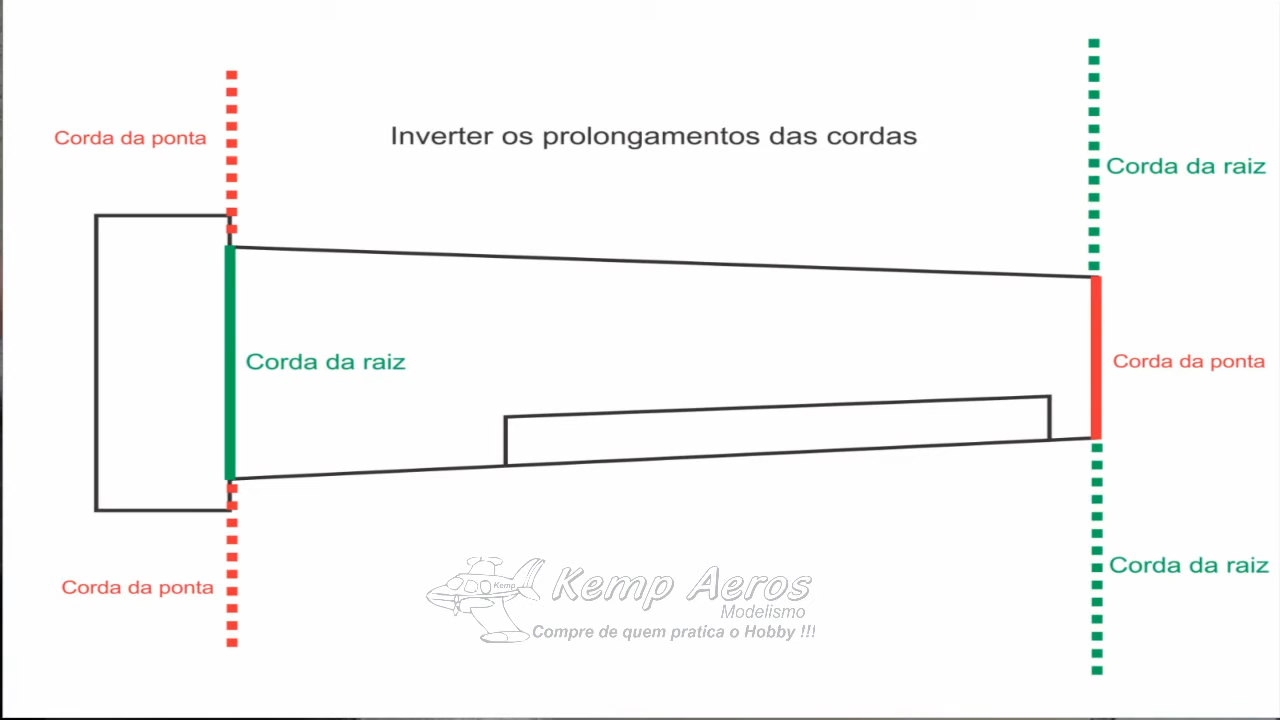 Corda da ponta
Inverter os prolongamentos das cordas
Corda da raiz
Corda da raiz
Corda da ponta
Corda da ponta
Corda da raiz
Kemp
Kemp Aeros
Modelismo
Compre de quem pratica o Hobby !!!